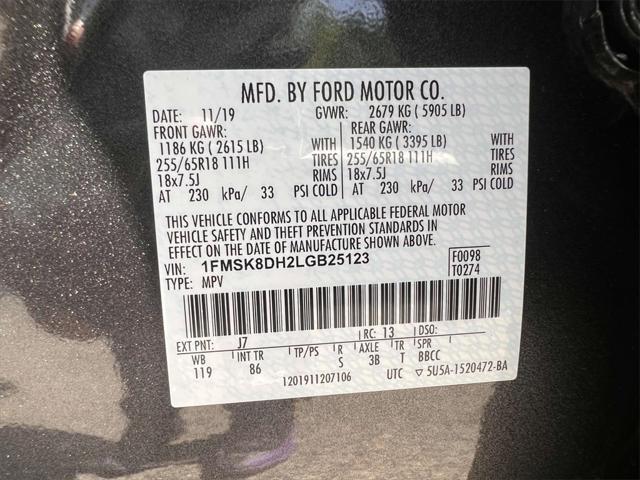 MFD. BY FORD MOTOR CO.
DATE: 11/19 GVWR: 2679 KG ( 5905 LB)
FRONT GAWR: REAR GAWR:
1186 KG ( 2615 LB) WITH 1540 KG ( 3395 LB) WITH
255/65R18 111H TIRES 255/65R18 111H TIRES
18x7.5J RIMS 18x7.5J RIMS
AT 230 kPa/ 33 PSI COLD AT 230 kPa/ 33 PSI COLD
THIS VEHICLE CONFORMS TO ALL APPLICABLE FEDERAL MOTOR
VEHICLE SAFETY AND THEFT PREVENTION STANDARDS IN
EFFECT ON THE DATE OF MANUFACTURE SHOWN ABOVE.
VIN: 1FMSK8DH2LGB25123 F0098
TYPE: MPV T0274
EXT PNT: J7 RC: 13 DSO:
WB INT TR TP/PS R AXLE TR SPR
119 86 S 3B T BBCC
1201911207106 UTC ▽ 5U5A-1520472-BA